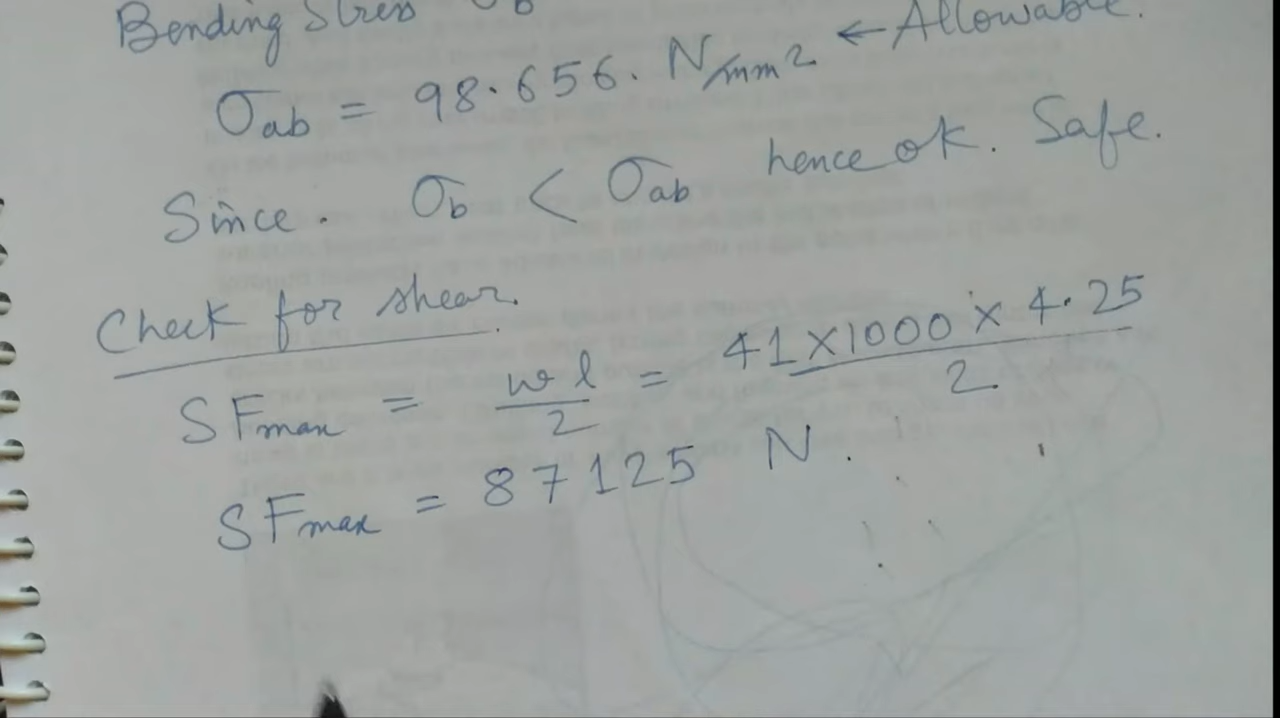 Bending Stress σb
σab = 98.656. N/mm² ← Allowable.
Since. σb < σab hence ok. Safe.
Check for shear.
SFmax = wl/2 = 41×1000×4.25/2
SFmax = 87125 N.